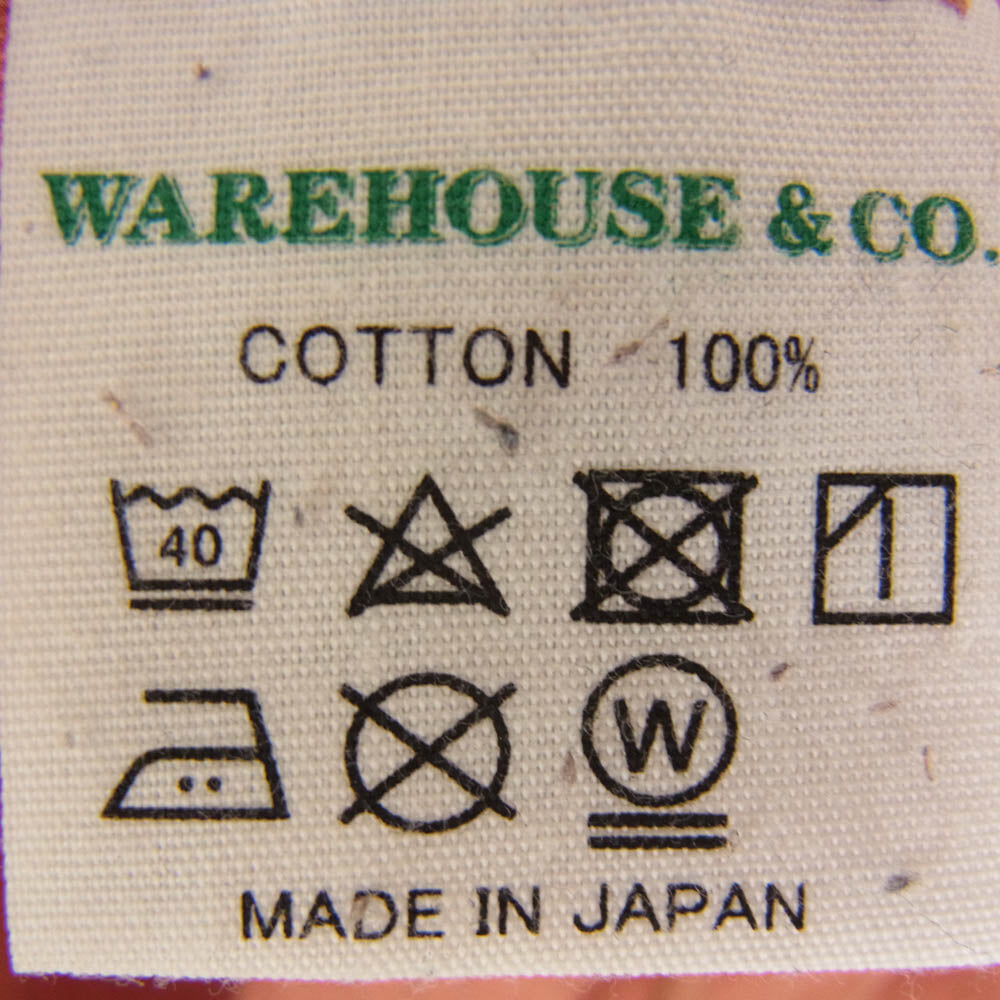 WAREHOUSE & CO.
COTTON 100%
40
W
MADE IN JAPAN